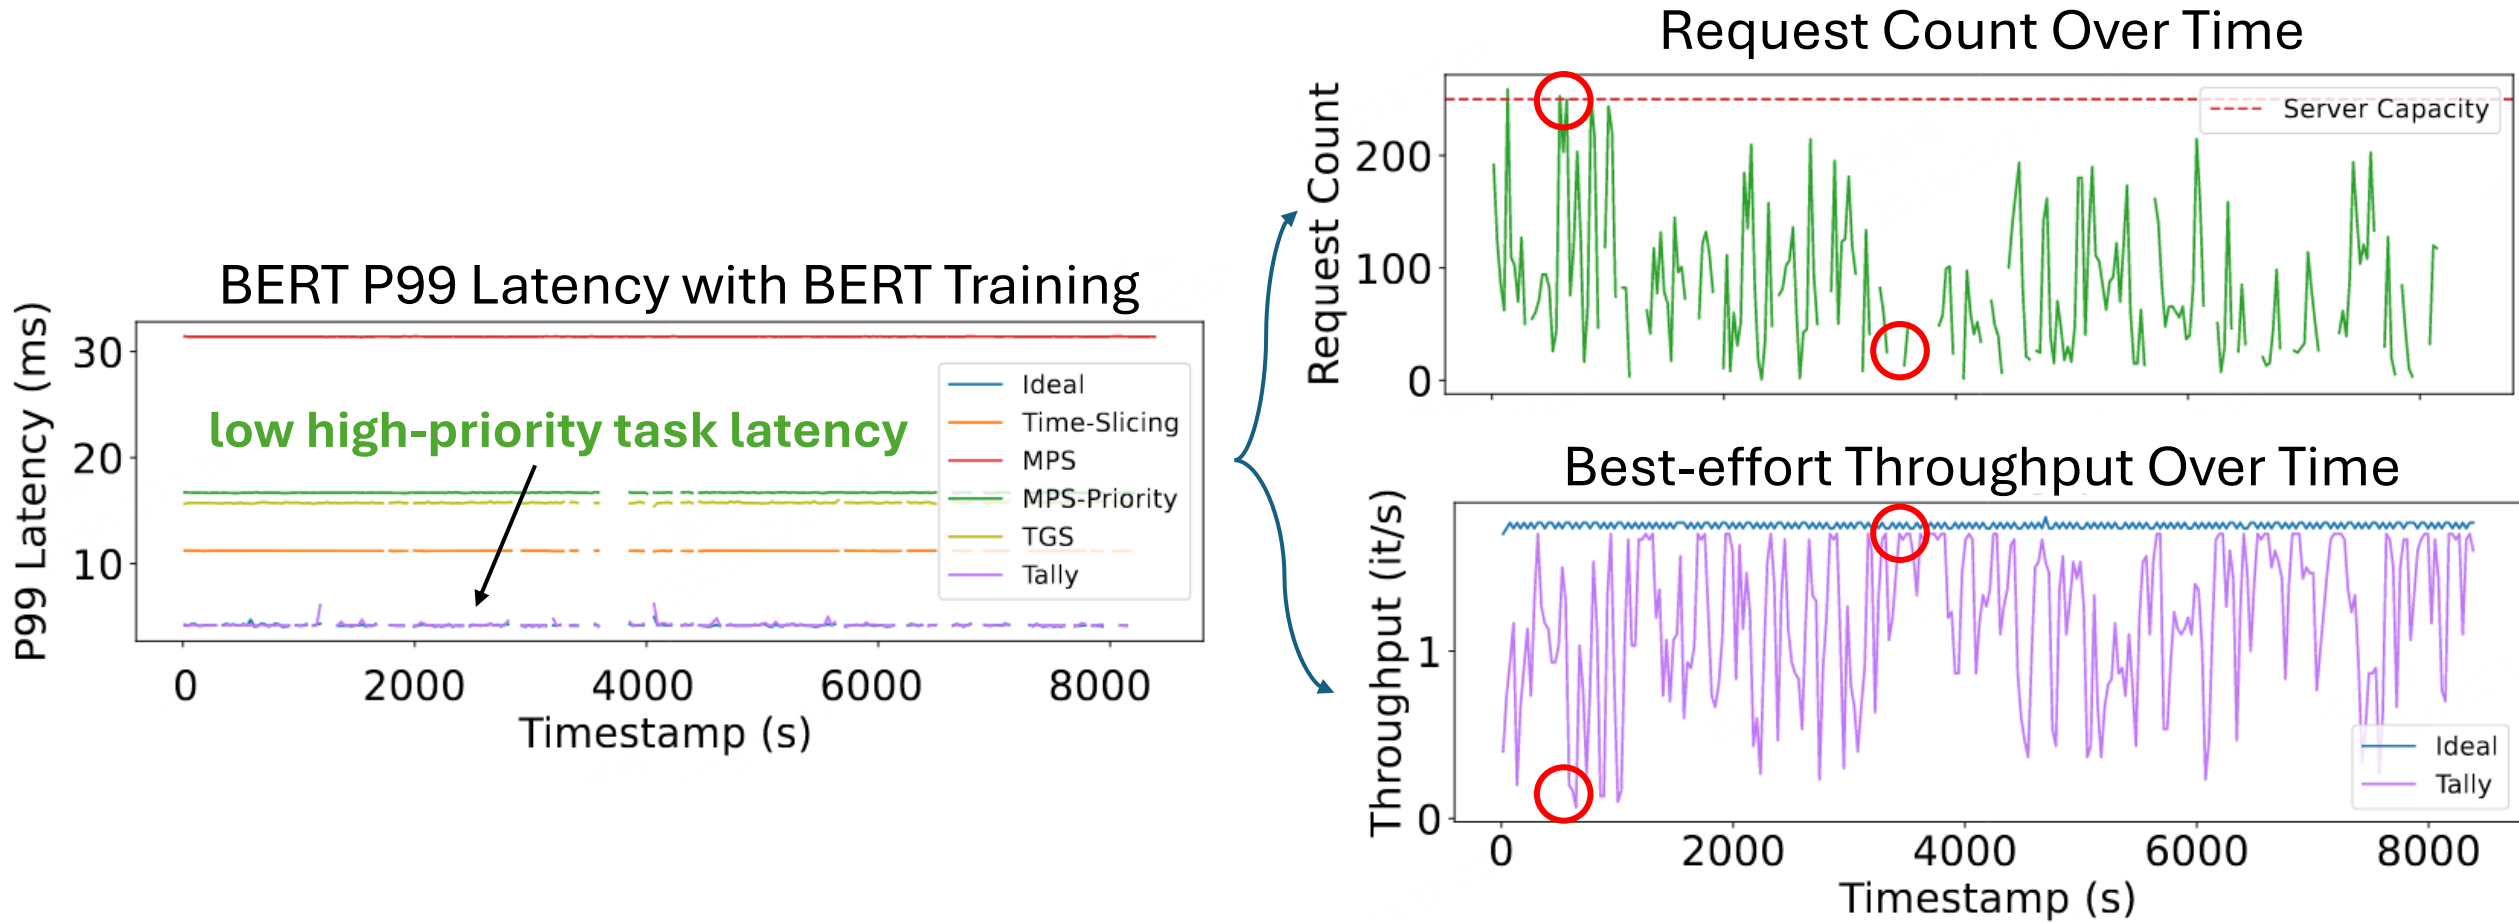 BERT P99 Latency with BERT Training
P99 Latency (ms)
30
20
10
low high-priority task latency
Ideal
Time-Slicing
MPS
MPS-Priority
TGS
Tally
0
2000
4000
6000
8000
Timestamp (s)
Request Count Over Time
Request Count
200
100
0
Server Capacity
Best-effort Throughput Over Time
Throughput (it/s)
1
0
Ideal
Tally
0
2000
4000
6000
8000
Timestamp (s)